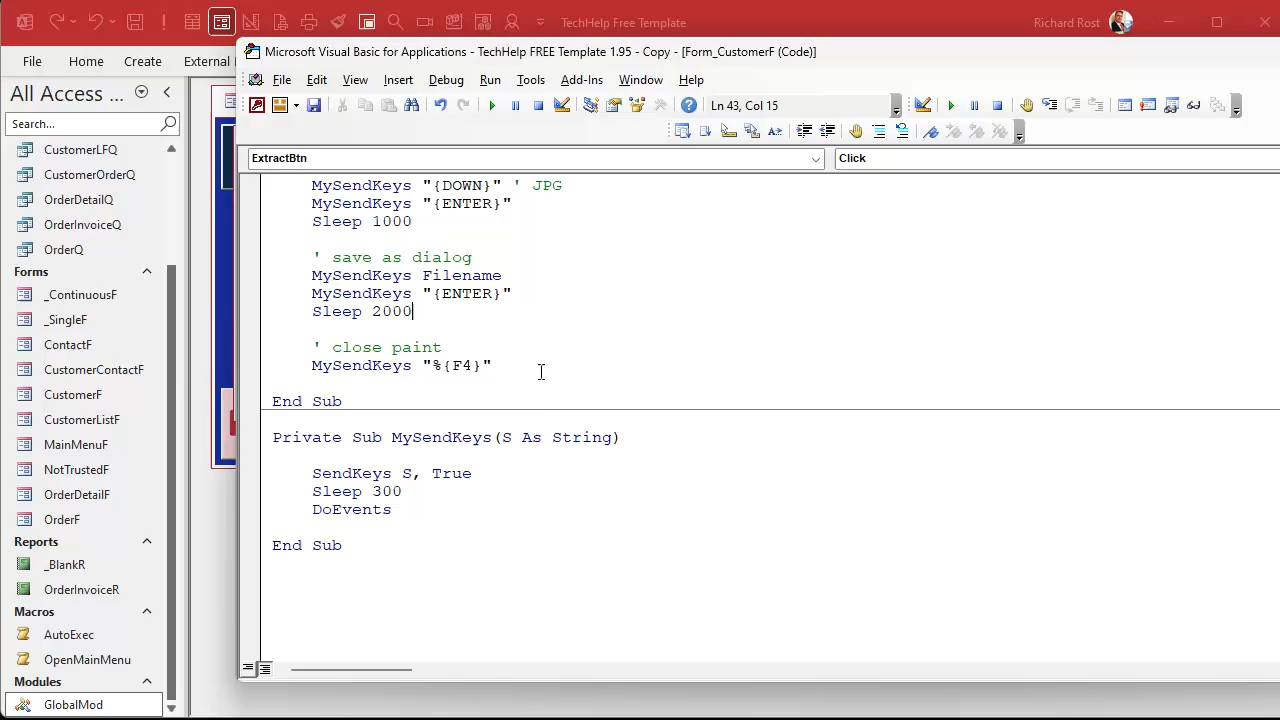 TechHelp Free Template
Richard Rost
File
Home
Create
External
Microsoft Visual Basic for Applications - TechHelp FREE Template 1.95 - Copy - [Form_CustomerF (Code)]
File Edit View Insert Format Debug Run Tools Add-Ins Window Help
Ln 43, Col 15
All Access ...
Search...
CustomerLFQ
CustomerOrderQ
OrderDetailQ
OrderInvoiceQ
OrderQ
Forms
_ContinuousF
_SingleF
ContactF
CustomerContactF
CustomerF
CustomerListF
MainMenuF
NotTrustedF
OrderDetailF
OrderF
Reports
_BlankR
OrderInvoiceR
Macros
AutoExec
OpenMainMenu
Modules
GlobalMod
ExtractBtn
Click
MySendKeys "{DOWN}" ' JPG
MySendKeys "{ENTER}"
Sleep 1000
' save as dialog
MySendKeys Filename
MySendKeys "{ENTER}"
Sleep 2000
' close paint
MySendKeys "%{F4}"
End Sub
Private Sub MySendKeys(S As String)
SendKeys S, True
Sleep 300
DoEvents
End Sub